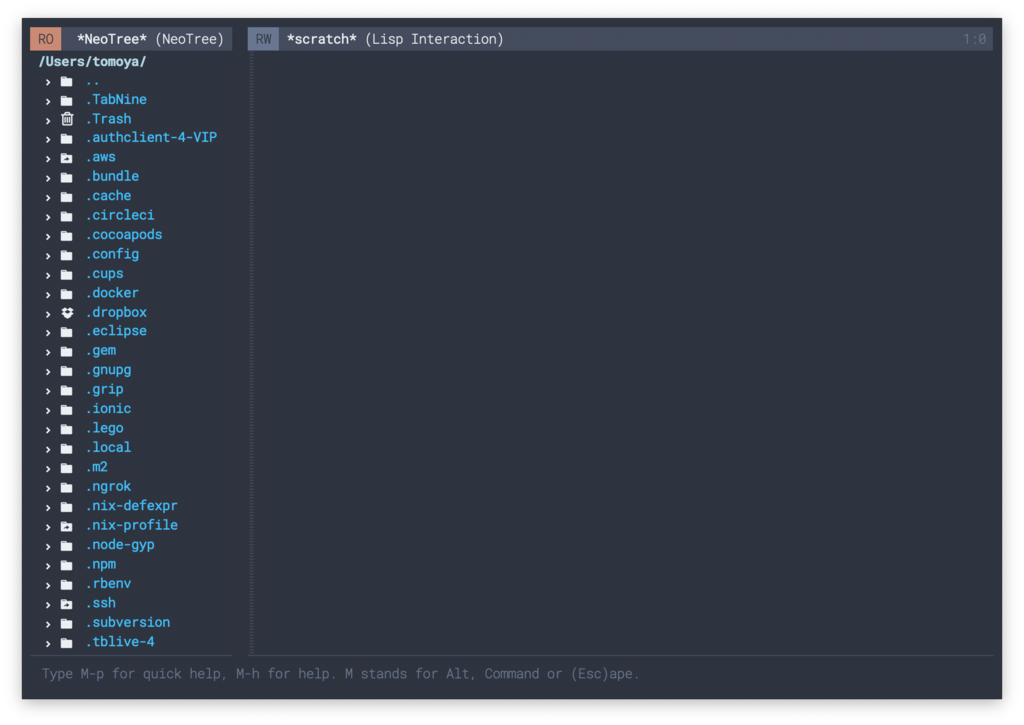 RO *NeoTree* (NeoTree)
RW *scratch* (Lisp Interaction) 1:0
/Users/tomoya/
..
.TabNine
.Trash
.authclient-4-VIP
.aws
.bundle
.cache
.circleci
.cocoapods
.config
.cups
.docker
.dropbox
.eclipse
.gem
.gnupg
.grip
.ionic
.lego
.local
.m2
.ngrok
.nix-defexpr
.nix-profile
.node-gyp
.npm
.rbenv
.ssh
.subversion
.tblive-4
Type M-p for quick help, M-h for help. M stands for Alt, Command or (Esc)ape.